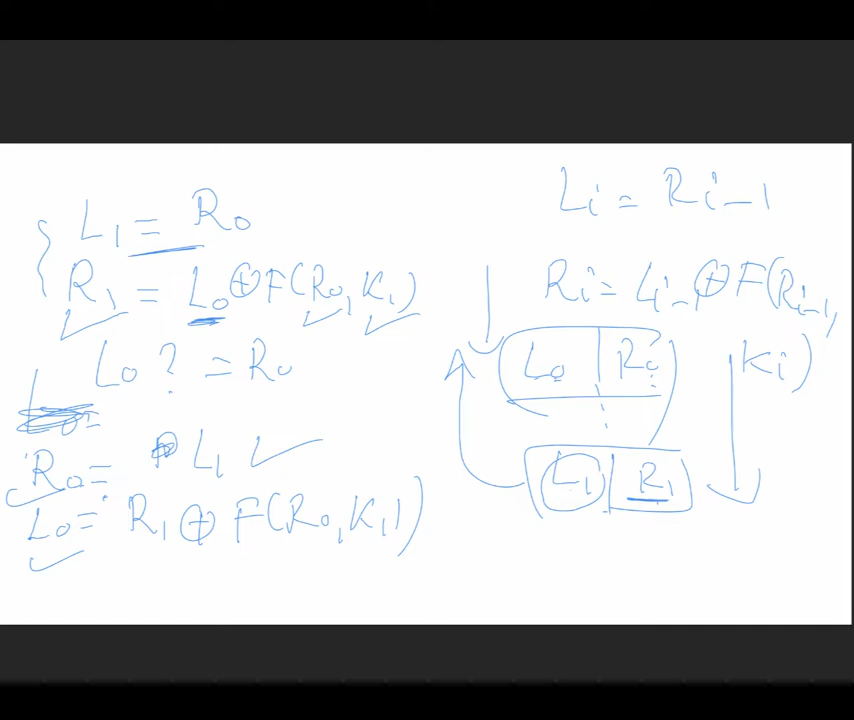 L₁ = R₀
R₁ = L₀ ⊕ F(R₀, K₁)
L₀ ? = R₀
R₀ = L₁
L₀ = R₁ ⊕ F(R₀, K₁)
Lᵢ = Rᵢ₋₁
Rᵢ = Lᵢ₋₁ ⊕ F(Rᵢ₋₁,
Kᵢ)
L₀ R₀
L₁ R₁